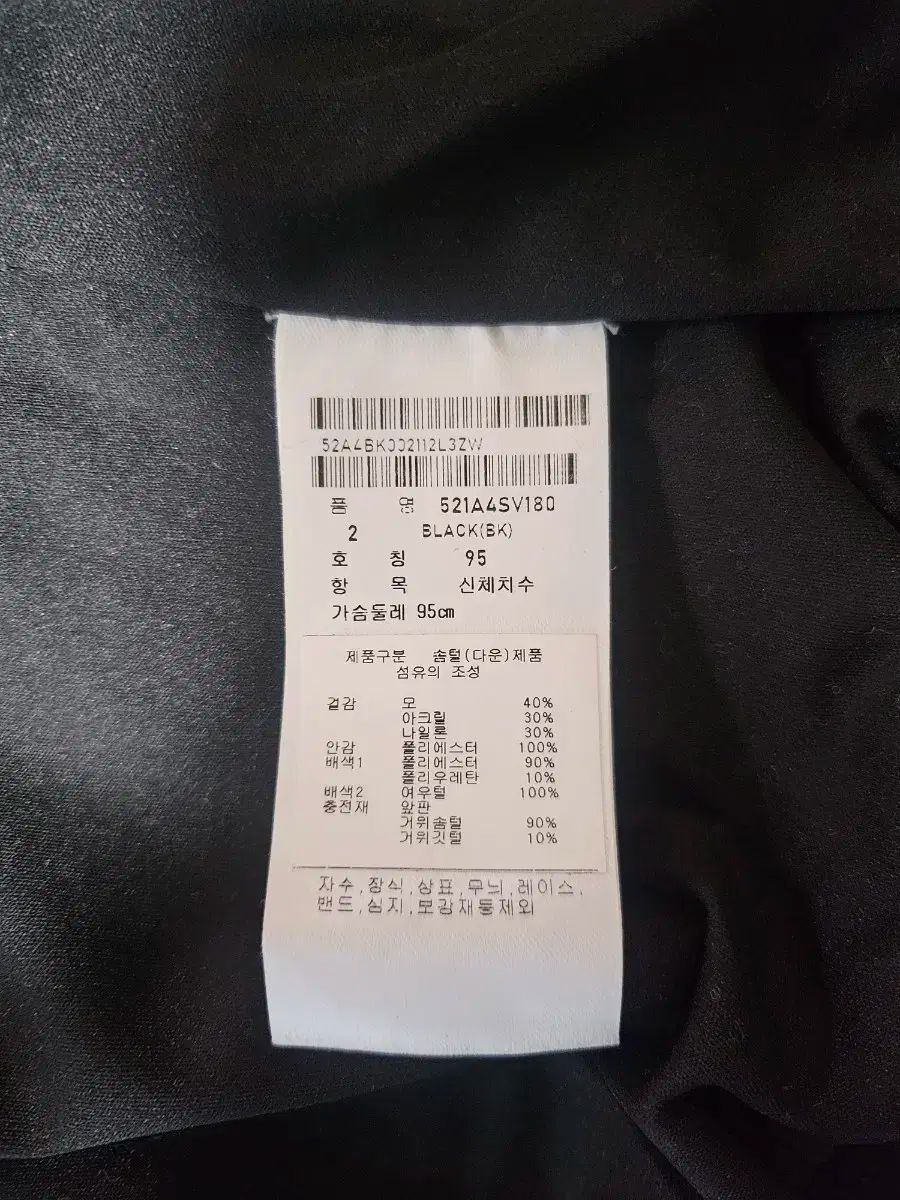 52A4BK002112L3ZW
품 명 521A4SV180
2 BLACK(BK)
호 칭 95
항 목 신체치수
가슴둘레 95cm
제품구분 솜털(다운)제품
섬유의 조성
겉감 모 40%
아크릴 30%
나일론 30%
안감 폴리에스터 100%
배색1 폴리에스터 90%
폴리우레탄 10%
배색2 여우털 100%
충전재 앞판
거위솜털 90%
거위깃털 10%
자수,장식,상표,무늬,레이스,
밴드,심지,보강재등제외